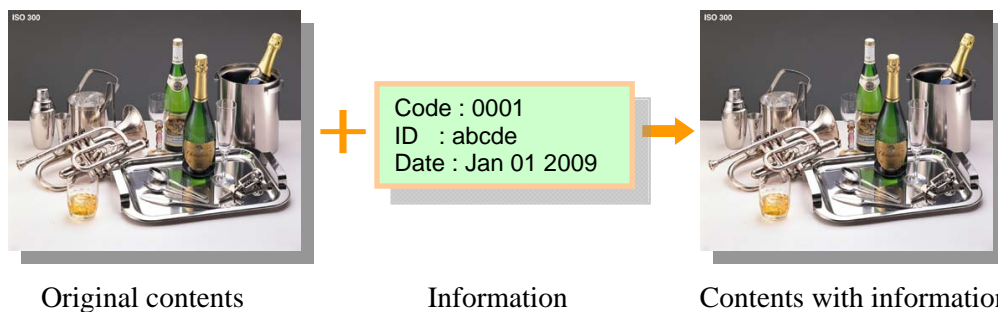 ISO 300
ISO 300
Code : 0001
ID : abcde
Date : Jan 01 2009
Original contents
Information
Contents with information